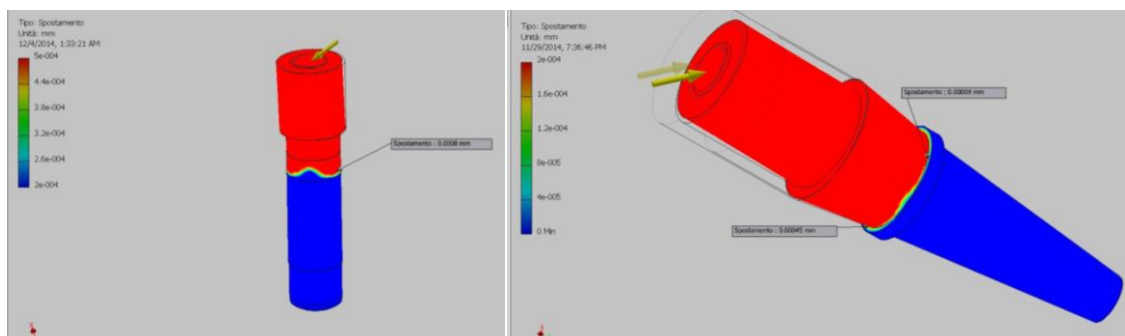 Tipo: Spostamento
Unità: mm
12/4/2014, 1:33:21 AM
5e-004
4.4e-004
3.8e-004
3.2e-004
2.6e-004
2e-004
Spostamento : 0.0008 mm
Tipo: Spostamento
Unità: mm
11/29/2014, 7:36:46 PM
2e-004
1.6e-004
1.2e-004
8e-005
4e-005
0 Min
Spostamento : 0.00009 mm
Spostamento : 0.00045 mm